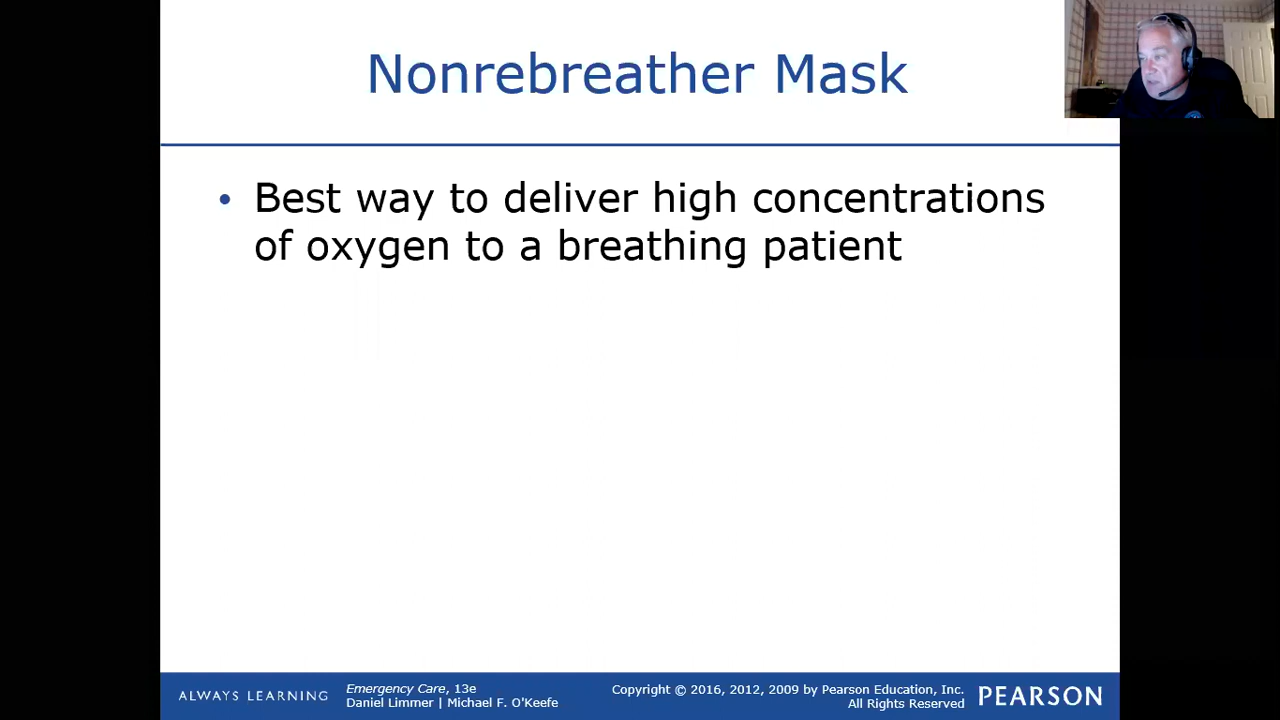 Nonrebreather Mask
• Best way to deliver high concentrations
of oxygen to a breathing patient
ALWAYS LEARNING
Emergency Care, 13e
Daniel Limmer | Michael F. O'Keefe
Copyright © 2016, 2012, 2009 by Pearson Education, Inc.
All Rights Reserved
PEARSON